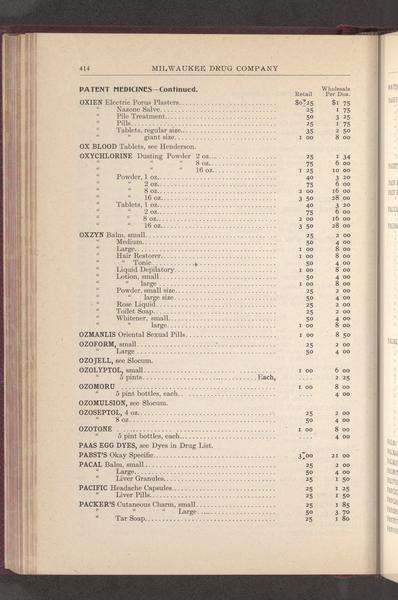 414 MILWAUKEE DRUG COMPANY
PATENT MEDICINES—Continued. Retail Wholesale Per Doz.
OXIEN Electric Porus Plasters $0 25 $1 75
" Nazone Salve 25 1 75
" Pile Treatment 50 3 25
" Pills 25 1 75
" Tablets, regular size 35 2 50
" " giant size 1 00 8 00
OX BLOOD Tablets, see Henderson.
OXYCHLORINE Dusting Powder 2 oz 25 1 34
" " " 8 oz 75 6 00
" " " 16 oz 1 25 10 00
" Powder, 1 oz 40 3 20
" " 2 oz 75 6 00
" " 8 oz 2 00 16 00
" " 16 oz 3 50 28 00
" Tablets, 1 oz 40 3 20
" " 2 oz 75 6 00
" " 8 oz 2 00 16 00
" " 16 oz 3 50 28 00
OXZYN Balm, small 25 2 00
" Medium 50 4 00
" Large 1 00 8 00
" Hair Restorer 1 00 8 00
" " Tonic 50 4 00
" Liquid Depilatory 1 00 8 00
" Lotion, small 50 4 00
" " large 1 00 8 00
" Powder, small size 25 2 00
" " large size 50 4 00
" Rose Liquid 25 2 00
" Toilet Soap 25 2 00
" Whitener, small 50 4 00
" " large 1 00 8 00
OZMANLIS Oriental Sexual Pills 1 00 8 50
OZOFORM, small 25 2 00
" Large 50 4 00
OZOJELL, see Slocum.
OZOLYPTOL, small 1 00 6 00
" 5 pints Each, 2 25
OZOMORU 1 00 8 00
" 5 pint bottles, each 4 00
OZOMULSION, see Slocum.
OZOSEPTOL, 4 oz 25 2 00
" 8 oz 50 4 00
OZOTONE 1 00 8 00
" 5 pint bottles, each 4 00
PAAS EGG DYES, see Dyes in Drug List.
PABST'S Okay Specific 3 00 21 00
PACAL Balm, small 25 2 00
" Large 50 4 00
" Liver Granules 25 1 50
PACIFIC Headache Capsules 25 1 25
" Liver Pills 25 1 50
PACKER'S Cutaneous Charm, small 25 1 85
" " " Large 50 3 70
" Tar Soap 25 1 80